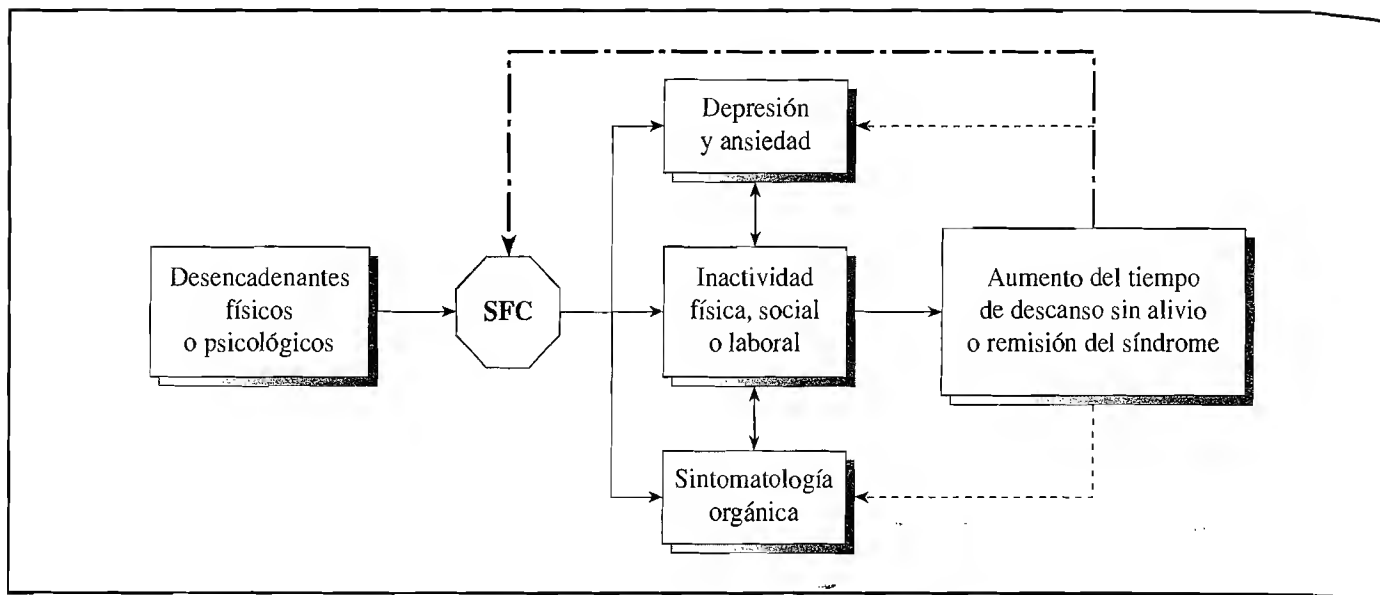 Depresión
y ansiedad
Desencadenantes
físicos
o psicológicos
SFC
Inactividad
física, social
o laboral
Aumento del tiempo
de descanso sin alivio
o remisión del síndrome
Sintomatología
orgánica